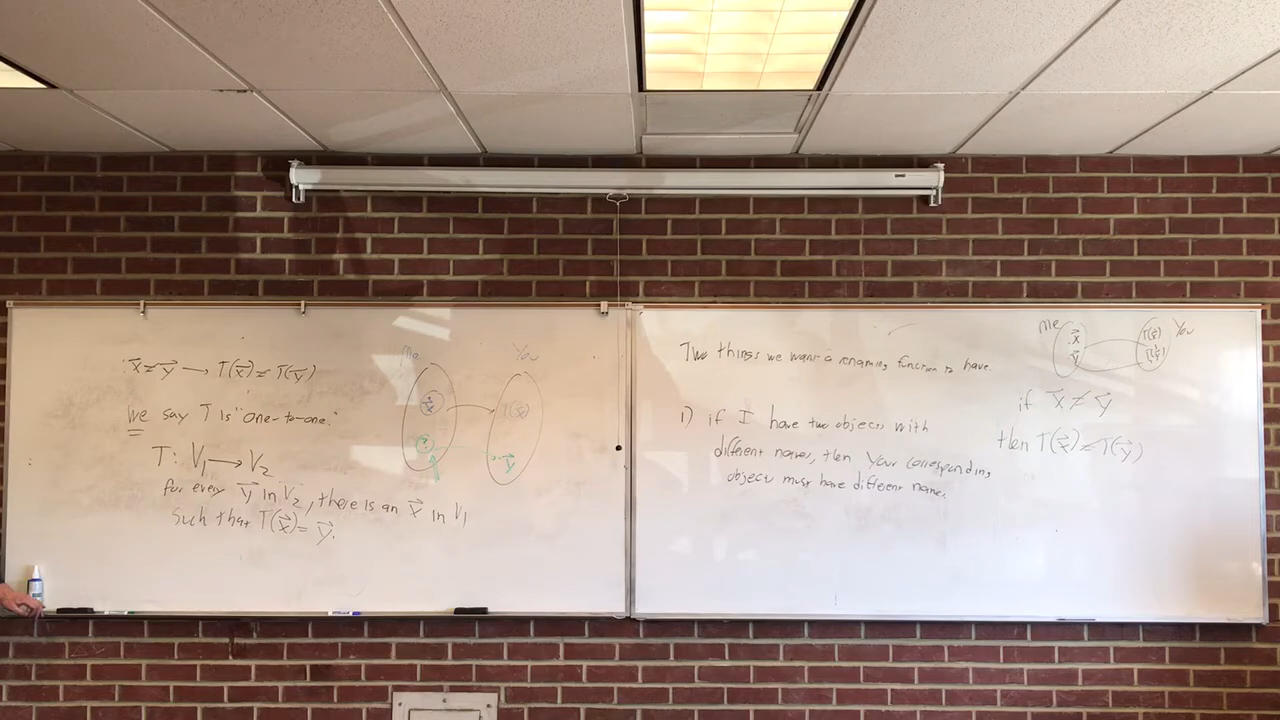 x⃗ ≠ y⃗ → T(x⃗) ≠ T(y⃗)
We say T is "one-to-one."
T: V₁ → V₂
for every y⃗ in V₂, there is an x⃗ in V₁
such that T(x⃗) = y⃗.
Me
You
x⃗
T(x⃗)
y⃗
Two things we want a renaming function to have.
1) if I have two objects with
different names, then your corresponding
objects must have different names.
Me
You
x⃗
T(x⃗)
y⃗
T(y⃗)
if x⃗ ≠ y⃗
then T(x⃗) ≠ T(y⃗)